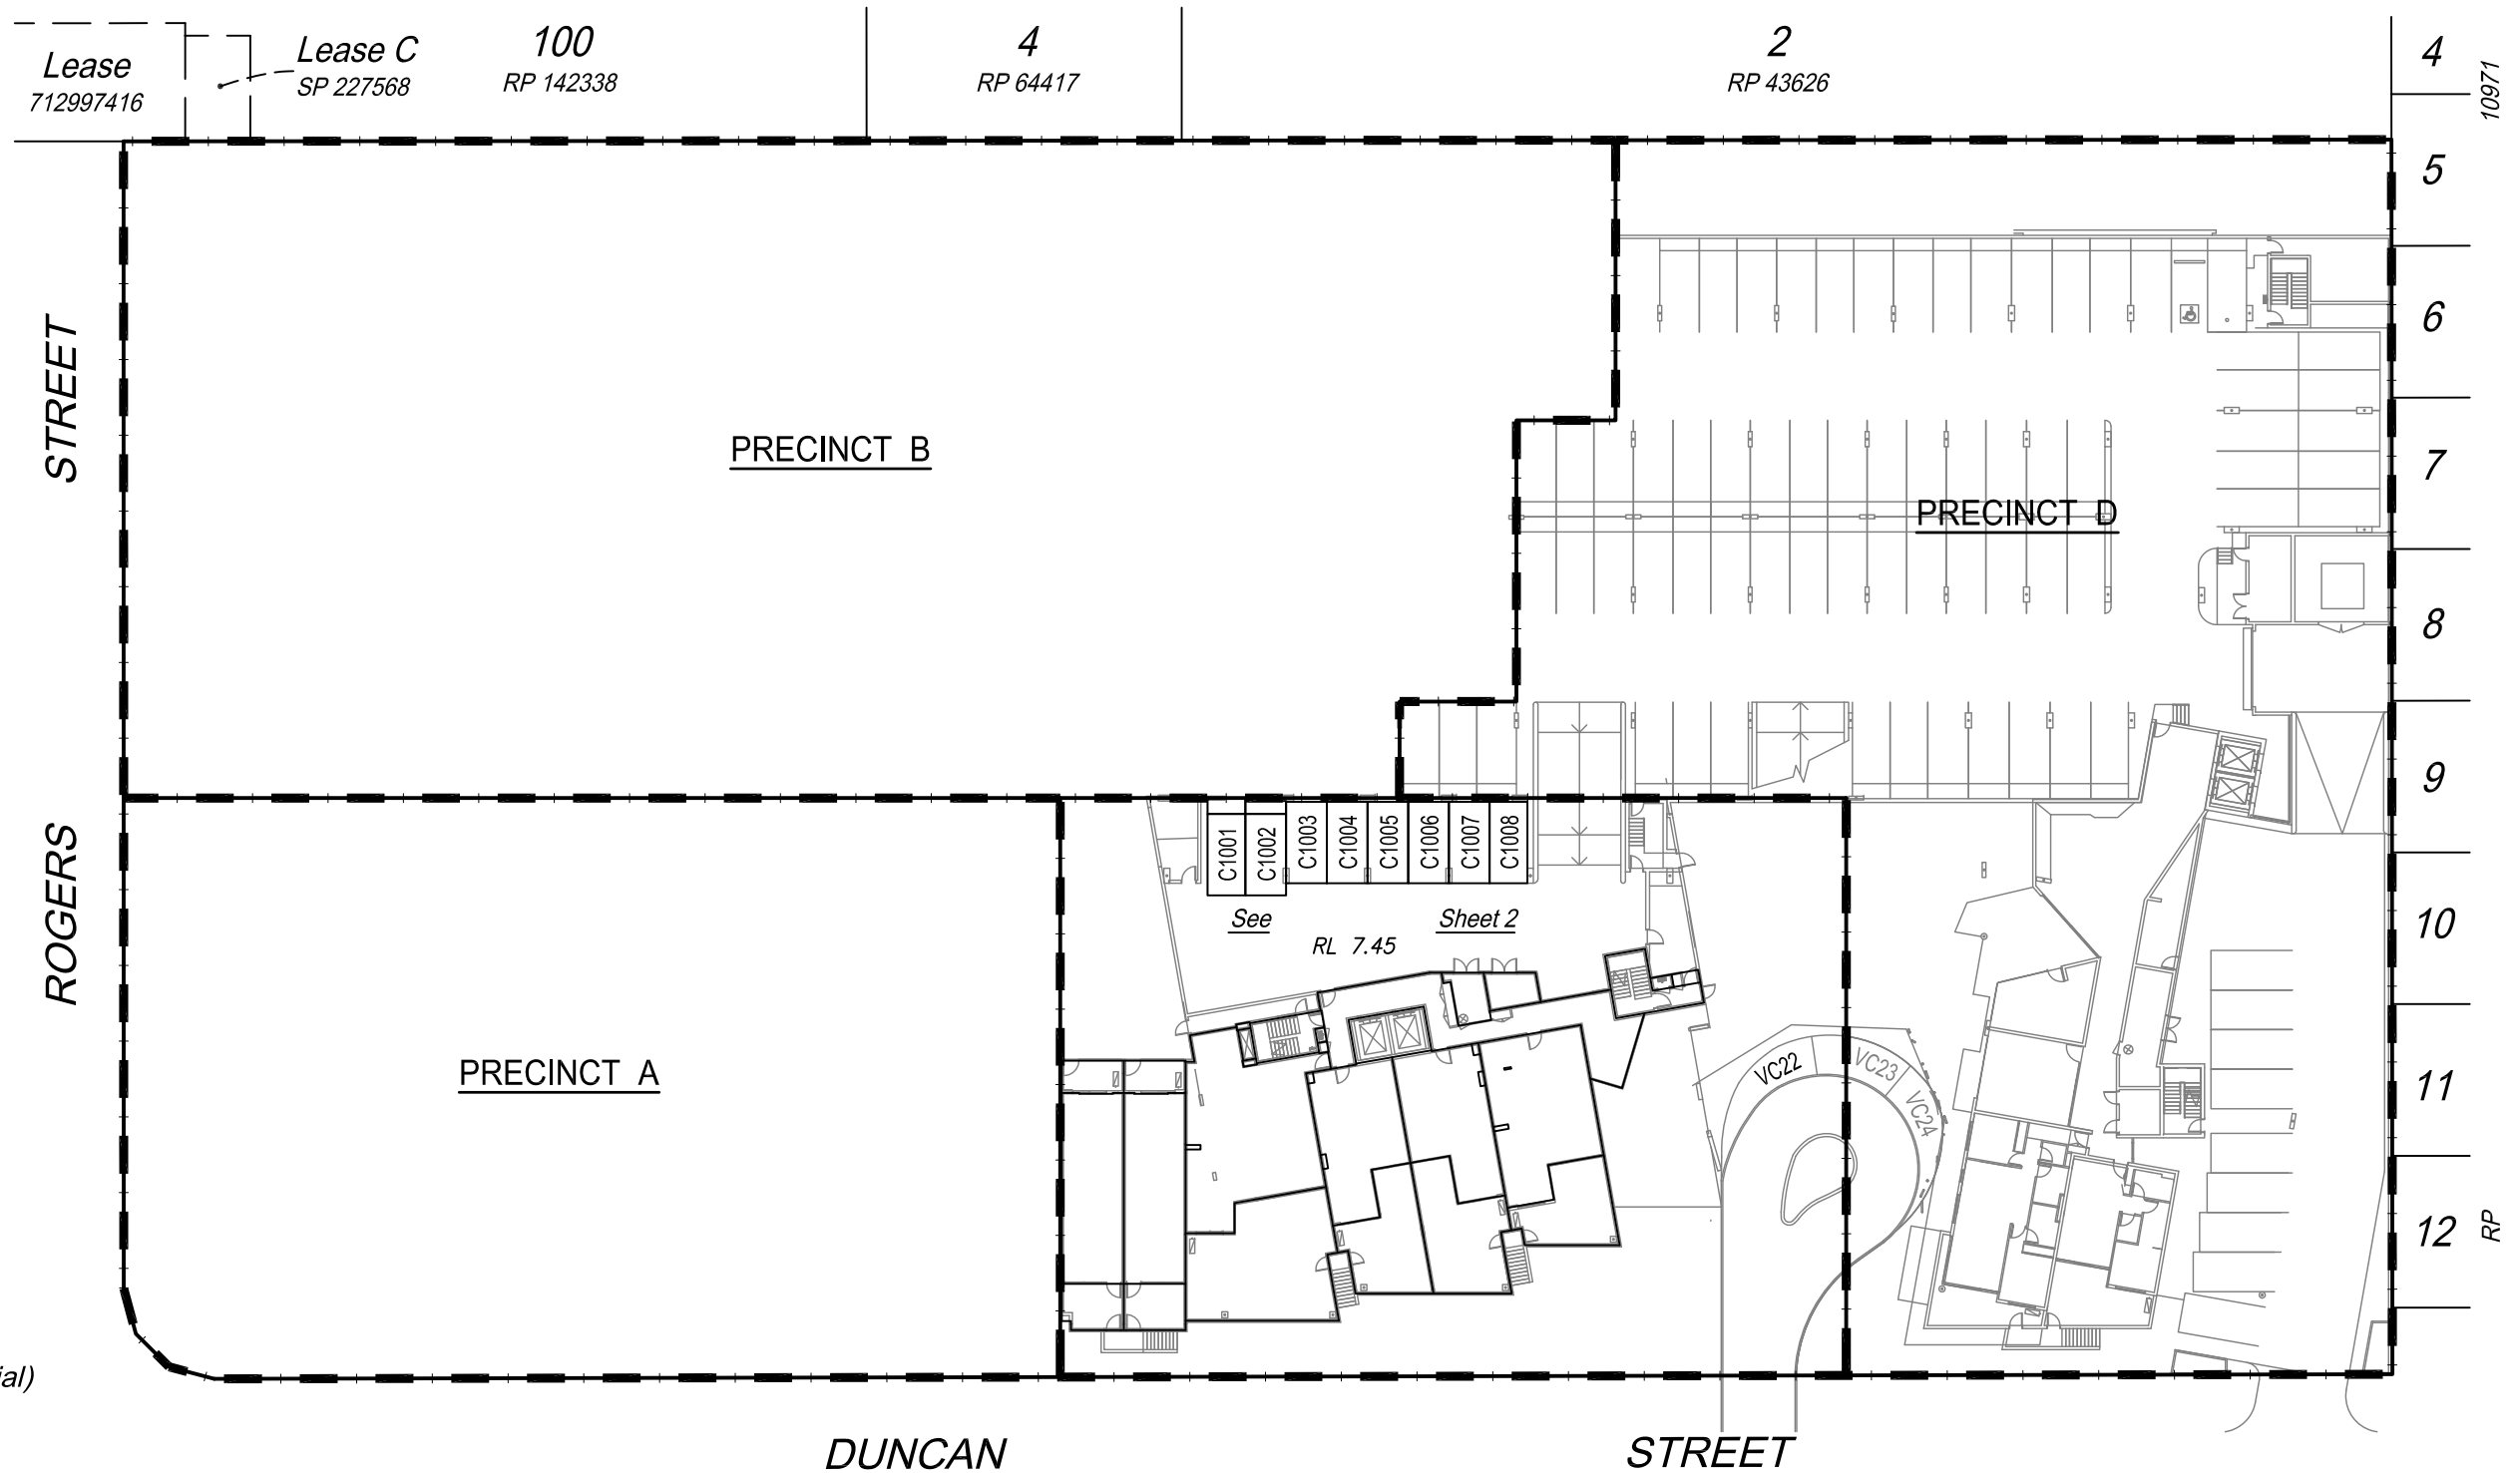 Lease
712997416
Lease C
SP 227568
100
RP 142338
4
RP 64417
2
RP 43626
4
10971
5
6
7
8
9
10
11
12
RP
ROGERS STREET
PRECINCT B
PRECINCT D
PRECINCT A
C1001
C1002
C1003
C1004
C1005
C1006
C1007
C1008
See Sheet 2
RL 7.45
VC22
VC23
VC24
ial)
DUNCAN STREET